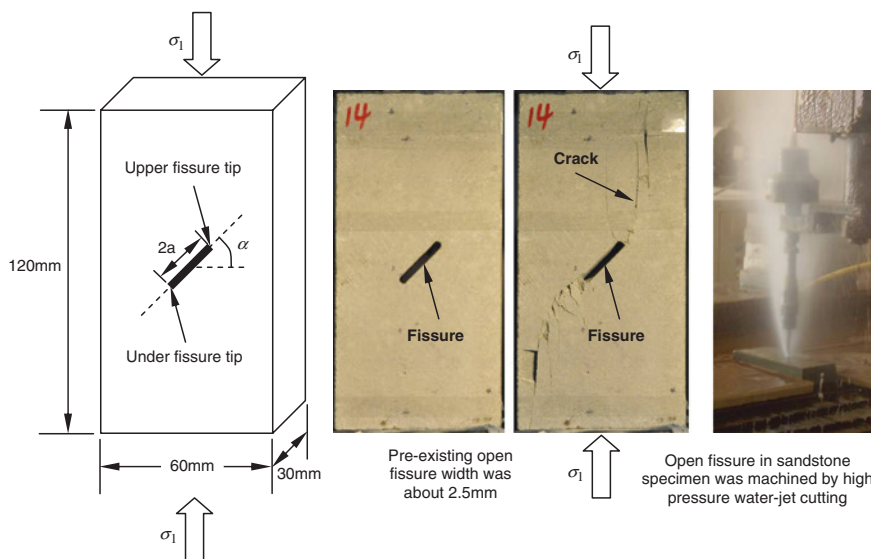 σ1
Upper fissure tip
2a
α
120mm
Under fissure tip
60mm
30mm
σ1
14
Fissure
Pre-existing open
fissure width was
about 2.5mm
σ1
14
Crack
Fissure
σ1
Open fissure in sandstone
specimen was machined by high
pressure water-jet cutting